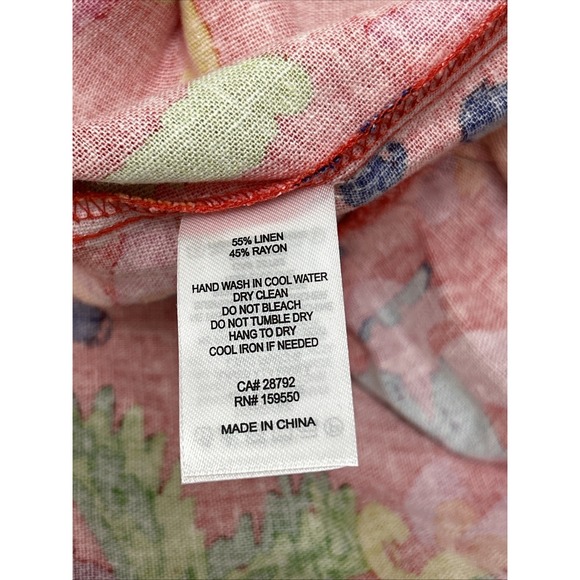 55% LINEN
45% RAYON
HAND WASH IN COOL WATER
DRY CLEAN
DO NOT BLEACH
DO NOT TUMBLE DRY
HANG TO DRY
COOL IRON IF NEEDED
CA# 28792
RN# 159550
MADE IN CHINA